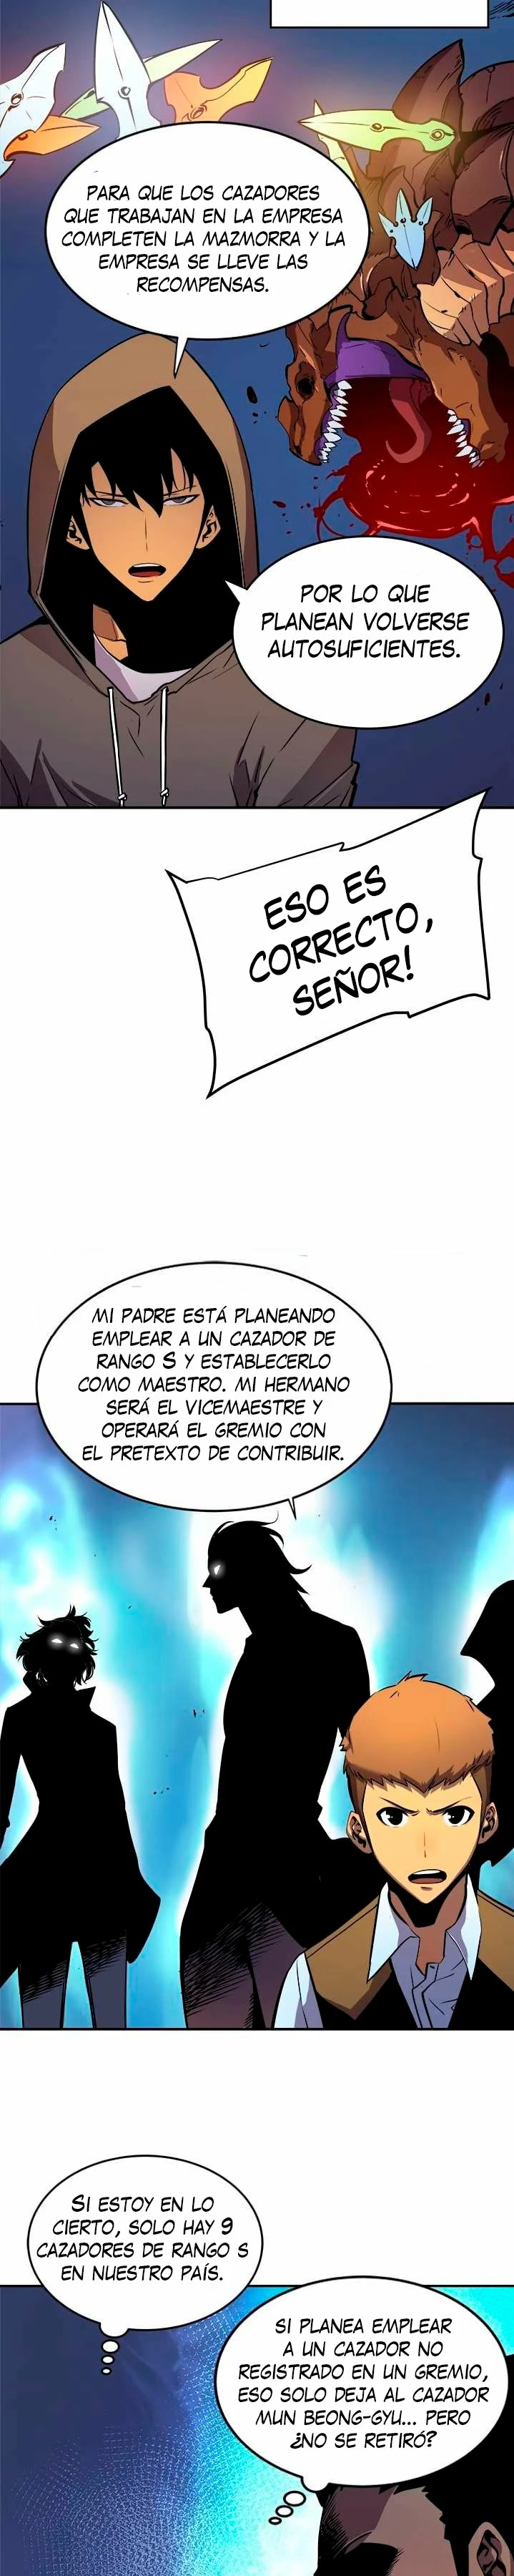 PARA QUE LOS CAZADORES
QUE TRABAJAN EN LA EMPRESA
COMPLETEN LA MAZMORRA Y LA
EMPRESA SE LLEVE LAS
RECOMPENSAS.
POR LO QUE
PLANEAN VOLVERSE
AUTOSUFICIENTES.
ESO ES
CORRECTO,
SEÑOR!
MI PADRE ESTÁ PLANEANDO
EMPLEAR A UN CAZADOR DE
RANGO S Y ESTABLECERLO
COMO MAESTRO. MI HERMANO
SERÁ EL VICEMAESTRE Y
OPERARÁ EL GREMIO CON
EL PRETEXTO DE CONTRIBUIR.
SI ESTOY EN LO
CIERTO, SOLO HAY 9
CAZADORES DE RANGO S
EN NUESTRO PAÍS.
SI PLANEA EMPLEAR
A UN CAZADOR NO
REGISTRADO EN UN GREMIO,
ESO SOLO DEJA AL CAZADOR
MUN BEONG-GYU... PERO
¿NO SE RETIRÓ?